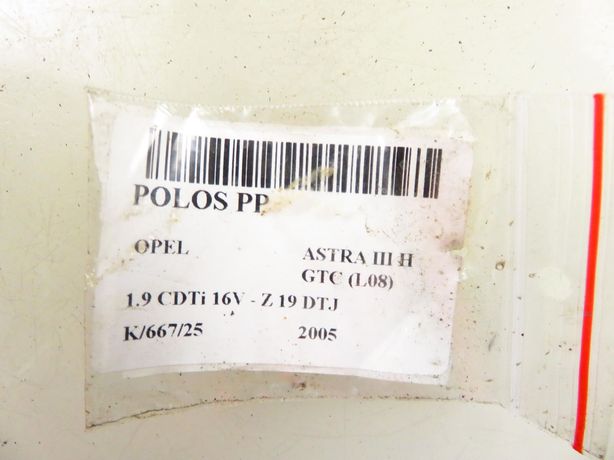 POLOS PP
OPEL ASTRA III H
GTC (L08)
1.9 CDTi 16V - Z 19 DTJ
K/667/25 2005